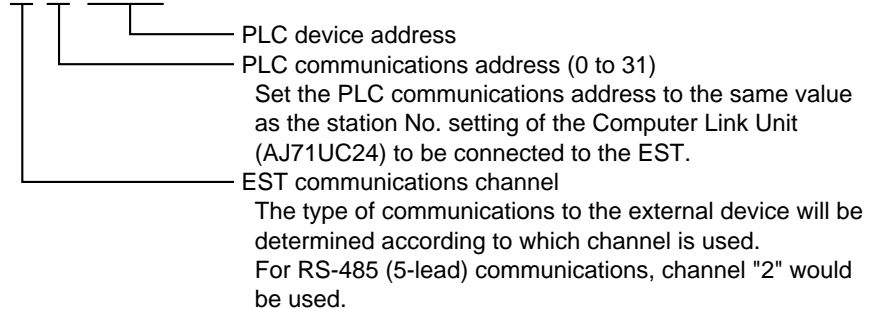 PLC device address
PLC communications address (0 to 31)
Set the PLC communications address to the same value
as the station No. setting of the Computer Link Unit
(AJ71UC24) to be connected to the EST.
EST communications channel
The type of communications to the external device will be
determined according to which channel is used.
For RS-485 (5-lead) communications, channel "2" would
be used.